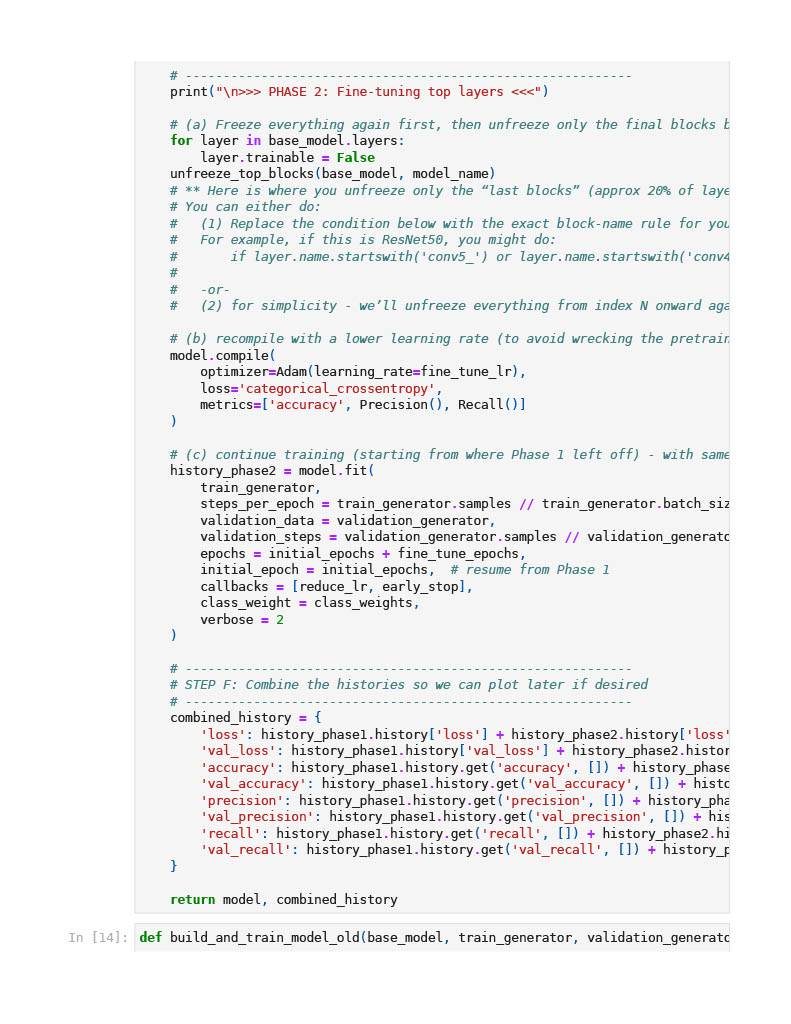 # -----------------------------------------------------------
print("\n>>> PHASE 2: Fine-tuning top layers <<<")
# (a) Freeze everything again first, then unfreeze only the final blocks b
for layer in base_model.layers:
layer.trainable = False
unfreeze_top_blocks(base_model, model_name)
# ** Here is where you unfreeze only the “last blocks” (approx 20% of laye
# You can either do:
#   (1) Replace the condition below with the exact block-name rule for you
#   For example, if this is ResNet50, you might do:
#       if layer.name.startswith('conv5_') or layer.name.startswith('conv4
#
#   -or-
#   (2) for simplicity - we’ll unfreeze everything from index N onward aga
# (b) recompile with a lower learning rate (to avoid wrecking the pretrain
model.compile(
optimizer=Adam(learning_rate=fine_tune_lr),
loss='categorical_crossentropy',
metrics=['accuracy', Precision(), Recall()]
)
# (c) continue training (starting from where Phase 1 left off) - with same
history_phase2 = model.fit(
train_generator,
steps_per_epoch = train_generator.samples // train_generator.batch_siz
validation_data = validation_generator,
validation_steps = validation_generator.samples // validation_generato
epochs = initial_epochs + fine_tune_epochs,
initial_epoch = initial_epochs,  # resume from Phase 1
callbacks = [reduce_lr, early_stop],
class_weight = class_weights,
verbose = 2
)
# -----------------------------------------------------------
# STEP F: Combine the histories so we can plot later if desired
# -----------------------------------------------------------
combined_history = {
'loss': history_phase1.history['loss'] + history_phase2.history['loss'
'val_loss': history_phase1.history['val_loss'] + history_phase2.histor
'accuracy': history_phase1.history.get('accuracy', []) + history_phase
'val_accuracy': history_phase1.history.get('val_accuracy', []) + histo
'precision': history_phase1.history.get('precision', []) + history_pha
'val_precision': history_phase1.history.get('val_precision', []) + his
'recall': history_phase1.history.get('recall', []) + history_phase2.hi
'val_recall': history_phase1.history.get('val_recall', []) + history_p
}
return model, combined_history
In [14]: def build_and_train_model_old(base_model, train_generator, validation_generato